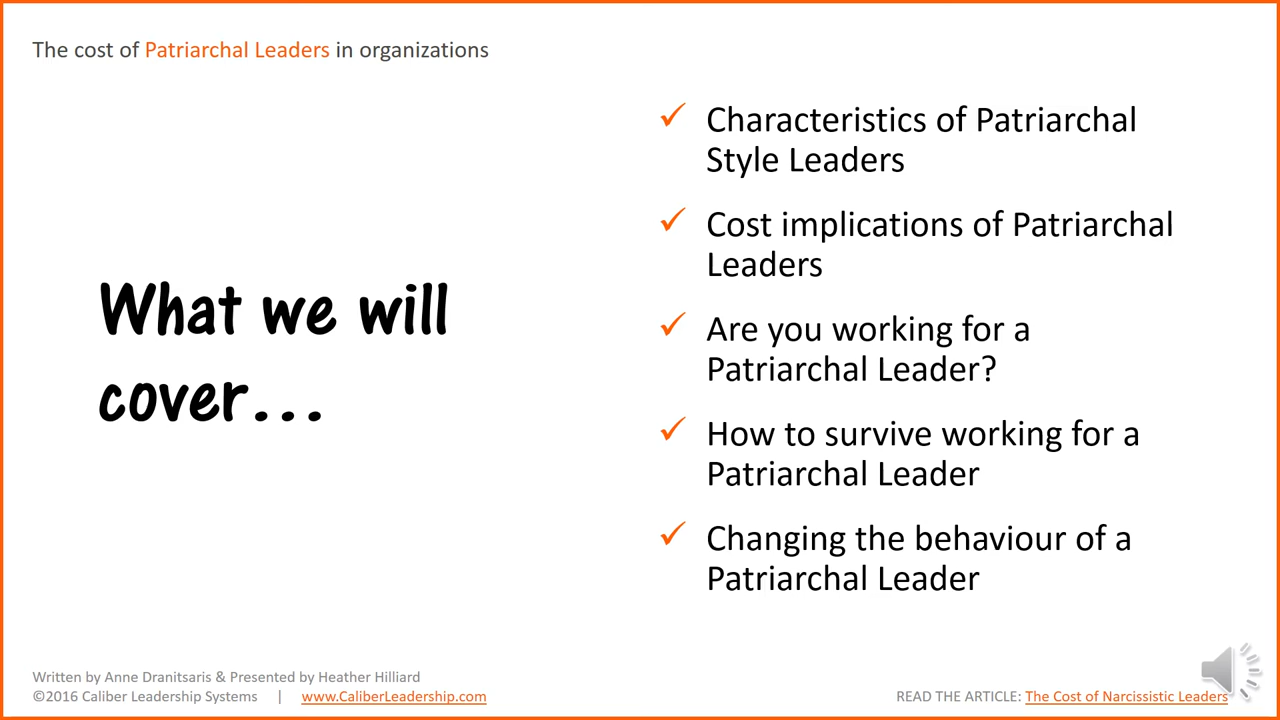 The cost of Patriarchal Leaders in organizations
What we will
cover...
Characteristics of Patriarchal
Style Leaders
Cost implications of Patriarchal
Leaders
Are you working for a
Patriarchal Leader?
How to survive working for a
Patriarchal Leader
Changing the behaviour of a
Patriarchal Leader
Written by Anne Dranitsaris & Presented by Heather Hilliard
©2016 Caliber Leadership Systems | www.CaliberLeadership.com
READ THE ARTICLE: The Cost of Narcissistic Leaders